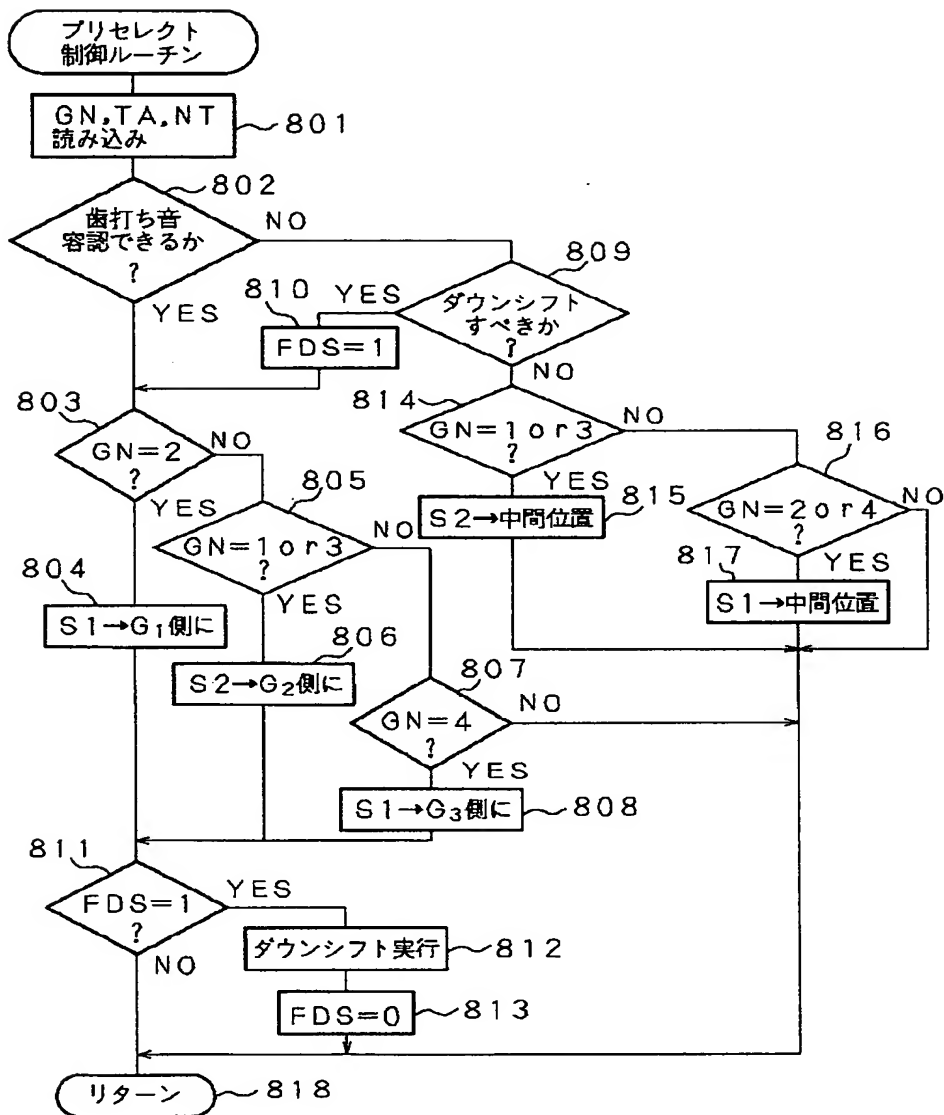 プリセレクト
制御ルーチン
GN,TA,NT
読み込み
801
802
歯打ち音
容認できるか
?
NO
YES
809
ダウンシフト
すべきか
?
YES
NO
810
FDS=1
803
GN=2
?
NO
YES
804
S1→G₁側に
805
GN=1or3
?
NO
YES
806
S2→G₂側に
807
GN=4
?
NO
YES
S1→G₃側に
808
814
GN=1or3
?
NO
YES
S2→中間位置
815
816
GN=2or4
?
NO
YES
817
S1→中間位置
811
FDS=1
?
YES
NO
ダウンシフト実行
812
FDS=0
813
リターン
818